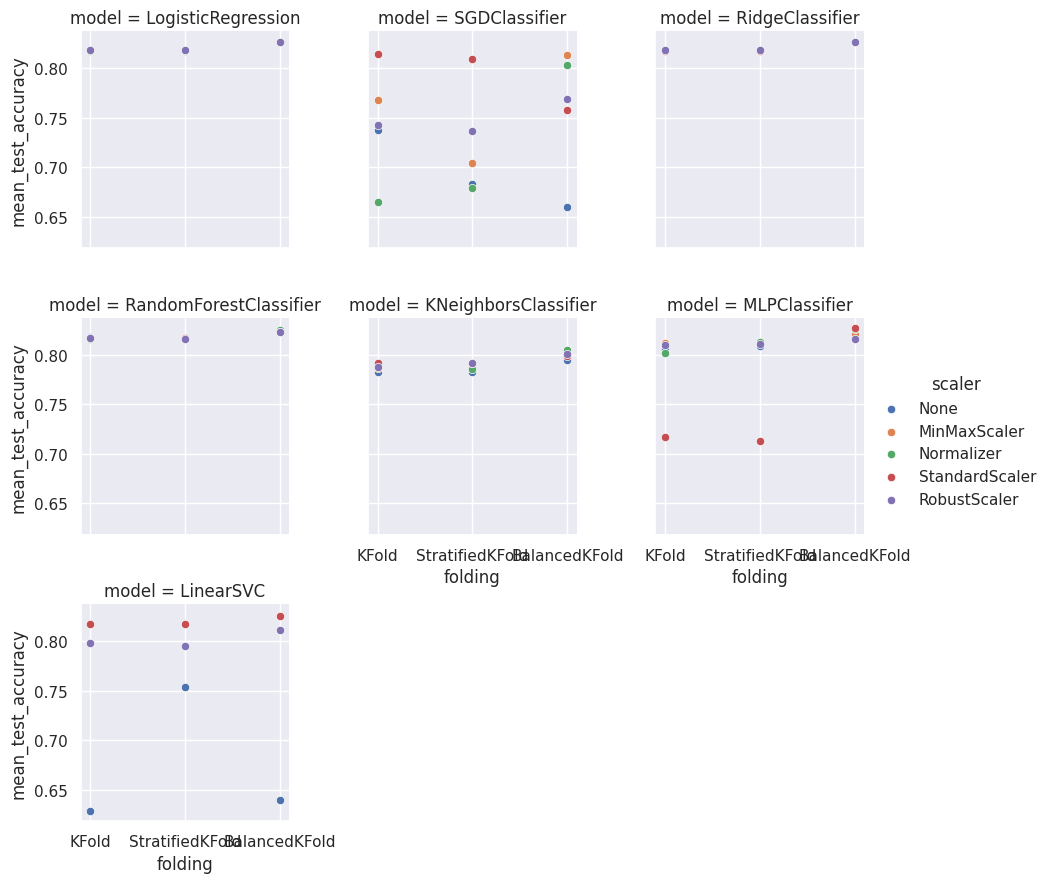 model = LogisticRegression
model = SGDClassifier
model = RidgeClassifier
mean_test_accuracy
0.80
0.75
0.70
0.65
model = RandomForestClassifier
model = KNeighborsClassifier
model = MLPClassifier
mean_test_accuracy
0.80
0.75
0.70
0.65
KFold
StratifiedKFold
BalancedKFold
folding
KFold
StratifiedKFold
BalancedKFold
folding
scaler
None
MinMaxScaler
Normalizer
StandardScaler
RobustScaler
model = LinearSVC
mean_test_accuracy
0.80
0.75
0.70
0.65
KFold
StratifiedKFold
BalancedKFold
folding